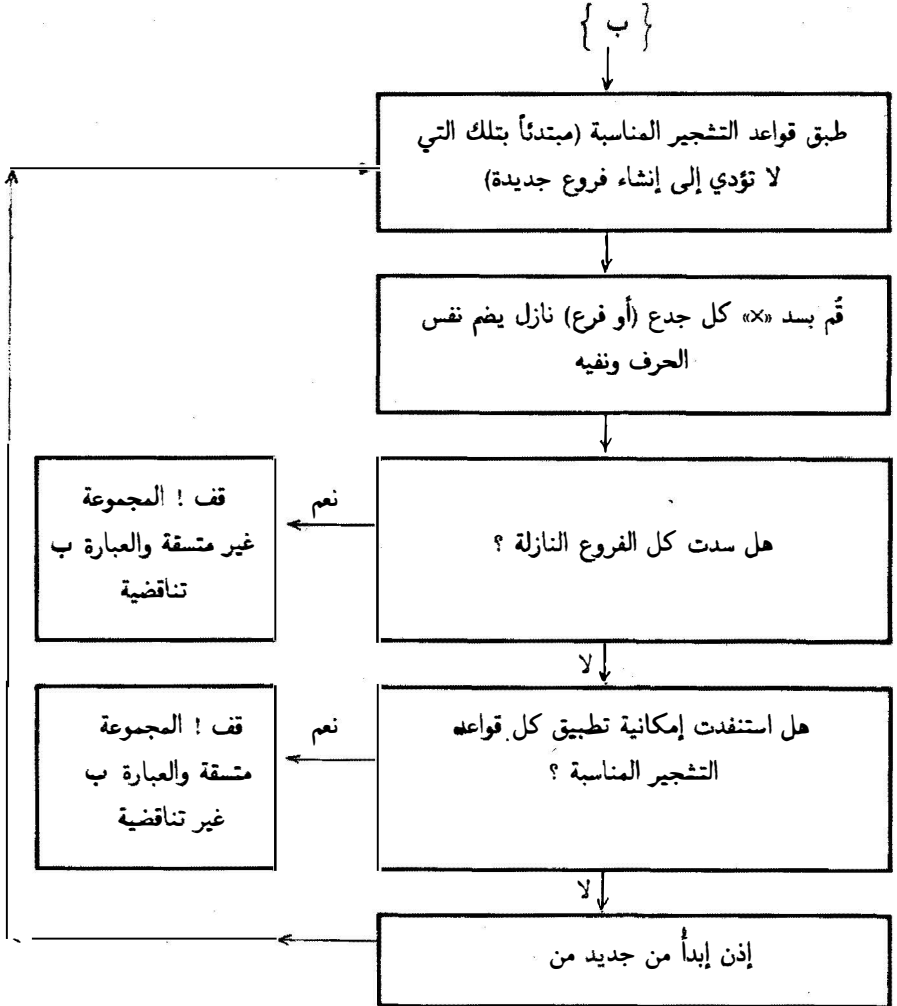 { ب }
طبق قواعد التشجير المناسبة (مبتدئاً بتلك التي
لا تؤدي إلى إنشاء فروع جديدة)
قُم بسد «×» كل جدع (أو فرع) نازل يضم نفس
الحرف ونفيه
هل سدت كل الفروع النازلة ؟
نعم
قف ! المجموعة
غير متسقة والعبارة ب
تناقضية
لا
هل استنفدت إمكانية تطبيق كل قواعد
التشجير المناسبة ؟
نعم
قف ! المجموعة
متسقة والعبارة ب
غير تناقضية
لا
إذن إبدأ من جديد من